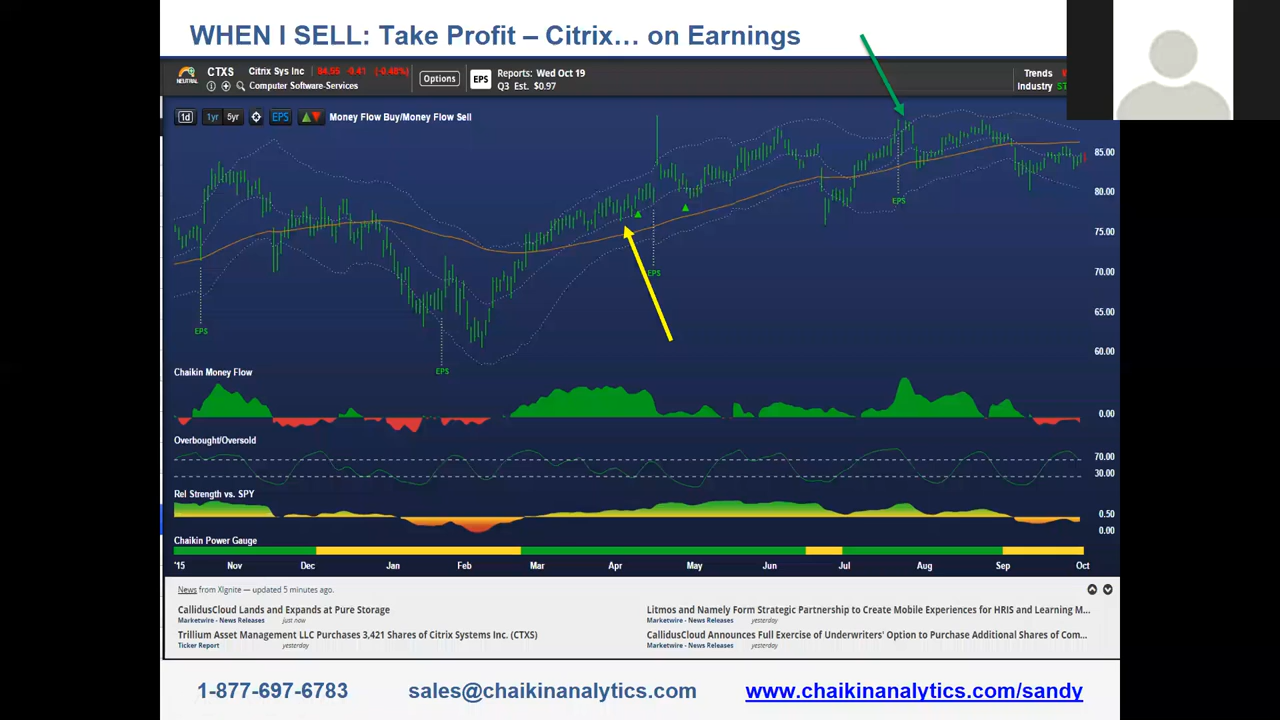 WHEN I SELL: Take Profit – Citrix… on Earnings
NEUTRAL
CTXS
Citrix Sys Inc
84.95 -0.41 (-0.48%)
Computer Software-Services
Options
EPS
Reports: Wed Oct 19
Q3 Est. $0.97
Trends
Industry
1d
1yr
5yr
EPS
Money Flow Buy/Money Flow Sell
85.00
80.00
75.00
70.00
65.00
60.00
EPS
EPS
EPS
EPS
Chaikin Money Flow
0.00
Overbought/Oversold
70.00
30.00
Rel Strength vs. SPY
0.50
0.00
Chaikin Power Gauge
'15 Nov Dec Jan Feb Mar Apr May Jun Jul Aug Sep Oct
News from XIgnite — updated 5 minutes ago.
CallidusCloud Lands and Expands at Pure Storage
Marketwire - News Releases just now
Trillium Asset Management LLC Purchases 3,421 Shares of Citrix Systems Inc. (CTXS)
Ticker Report yesterday
Litmos and Namely Form Strategic Partnership to Create Mobile Experiences for HRIS and Learning M...
Marketwire - News Releases yesterday
CallidusCloud Announces Full Exercise of Underwriters' Option to Purchase Additional Shares of Com...
Marketwire - News Releases yesterday
1-877-697-6783 sales@chaikinanalytics.com www.chaikinanalytics.com/sandy